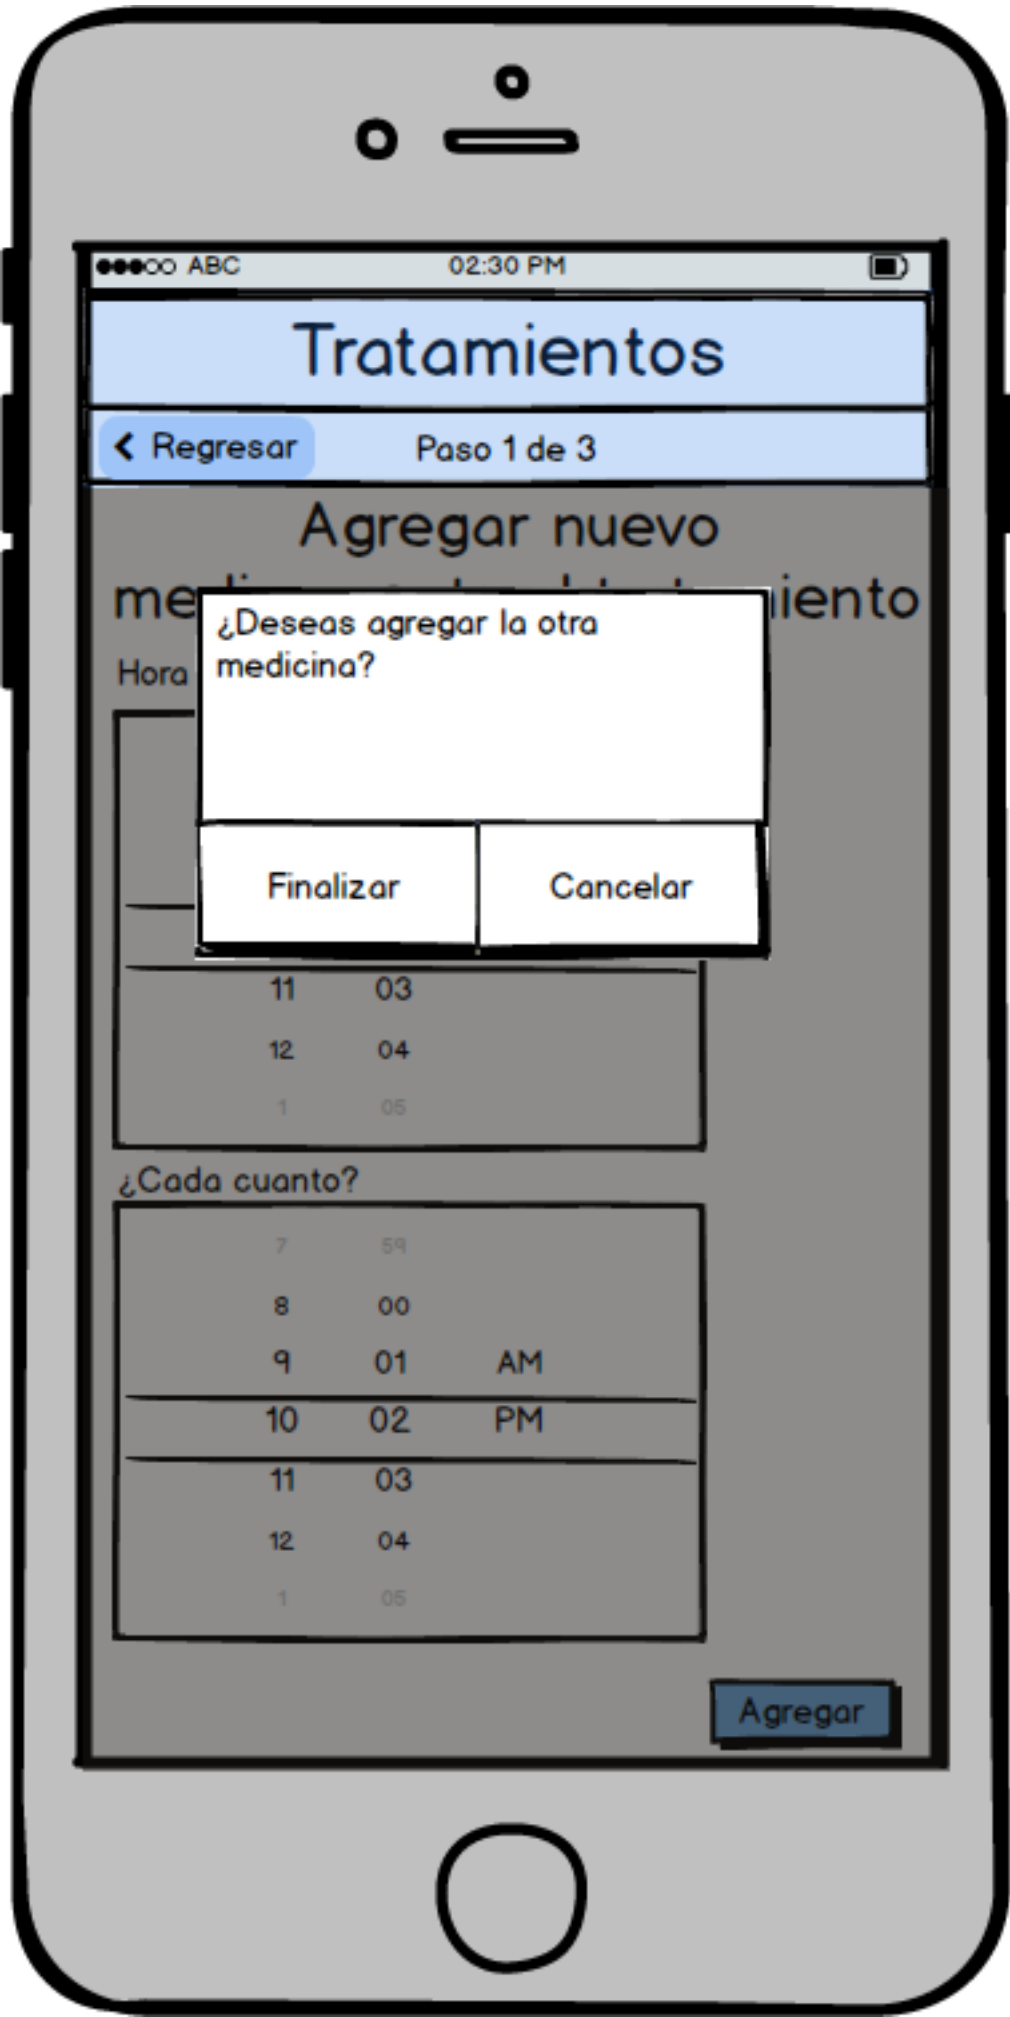 ABC 02:30 PM
Tratamientos
Regresar Paso 1 de 3
Agregar nuevo
Hora
¿Deseas agregar la otra
medicina?
Finalizar Cancelar
11 03
12 04
1 05
¿Cada cuanto?
7 59
8 00
9 01 AM
10 02 PM
11 03
12 04
1 05
Agregar